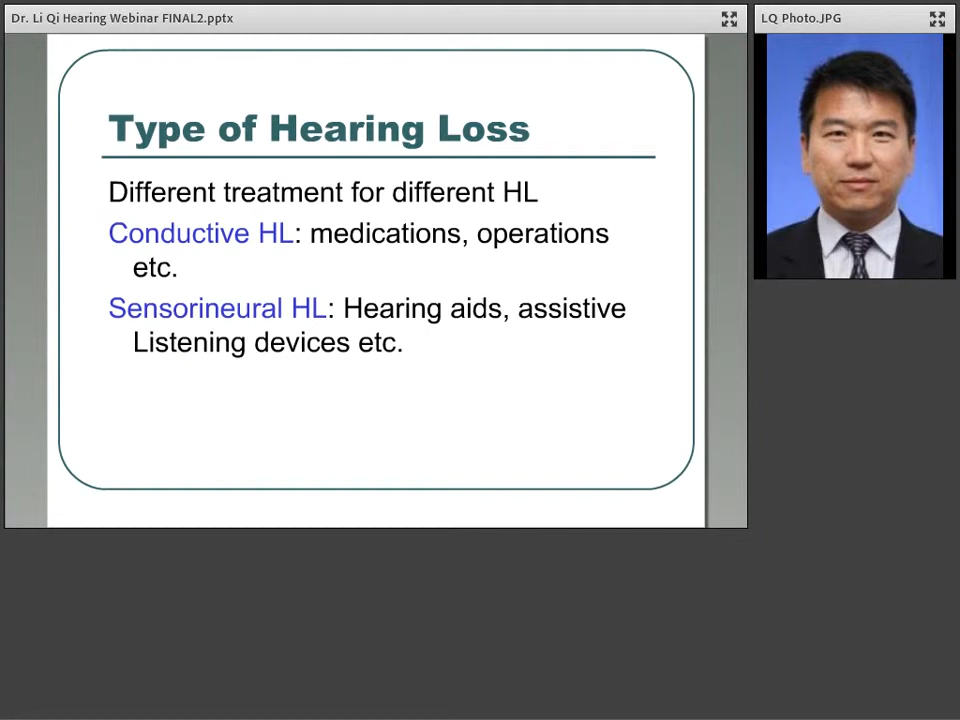 Dr. Li Qi Hearing Webinar FINAL2.pptx
LQ Photo.JPG
Type of Hearing Loss
Different treatment for different HL
Conductive HL: medications, operations
etc.
Sensorineural HL: Hearing aids, assistive
Listening devices etc.